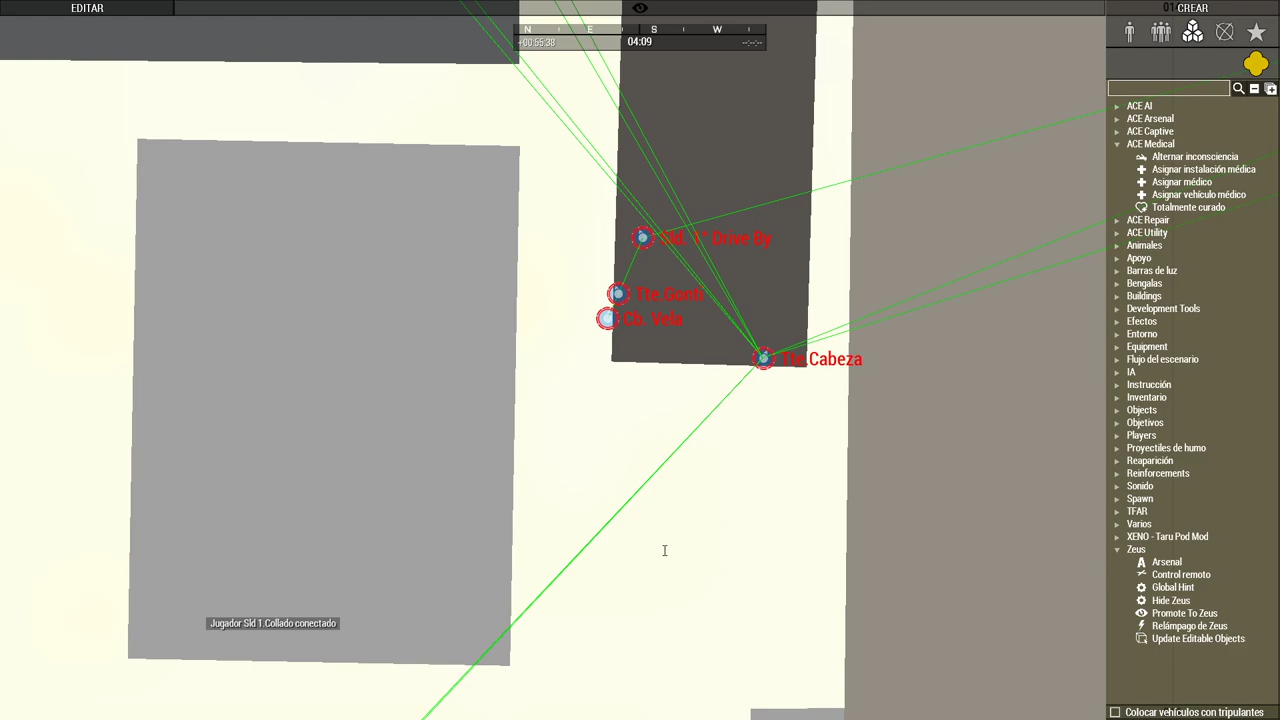 EDITAR
01
CREAR
N E S W
+00:55:38 04:09 --:--:--
Sld. 1° Drive By
Tte.Gonti
Cb. Vela
Tte.Cabeza
Jugador Sld 1.Collado conectado
ACE AI
ACE Arsenal
ACE Captive
ACE Medical
Alternar inconsciencia
Asignar instalación médica
Asignar médico
Asignar vehículo médico
Totalmente curado
ACE Repair
ACE Utility
Animales
Apoyo
Barras de luz
Bengalas
Buildings
Development Tools
Efectos
Entorno
Equipment
Flujo del escenario
IA
Instrucción
Inventario
Objects
Objetivos
Players
Proyectiles de humo
Reaparición
Reinforcements
Sonido
Spawn
TFAR
Varios
XENO - Taru Pod Mod
Zeus
Arsenal
Control remoto
Global Hint
Hide Zeus
Promote To Zeus
Relámpago de Zeus
Update Editable Objects
Colocar vehículos con tripulantes